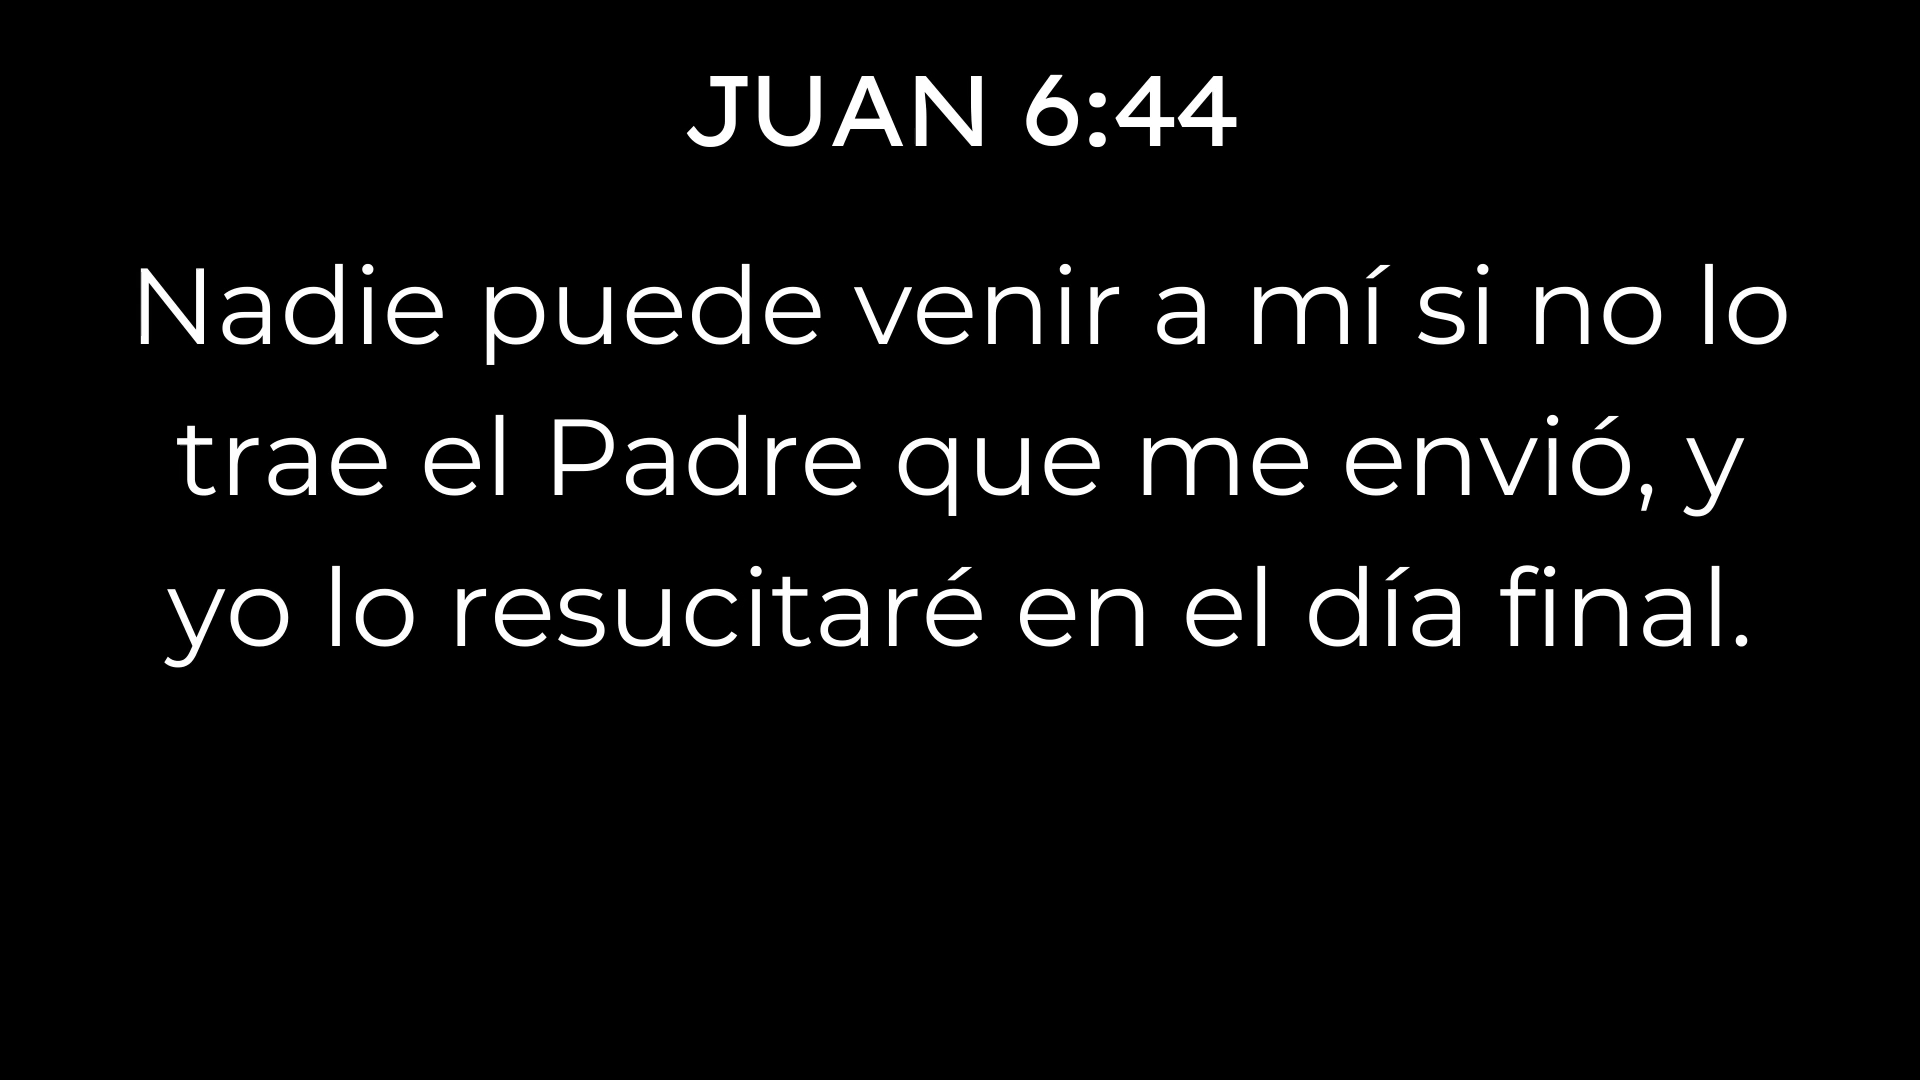 JUAN 6:44
Nadie puede venir a mí si no lo
trae el Padre que me envió, y
yo lo resucitaré en el día final.